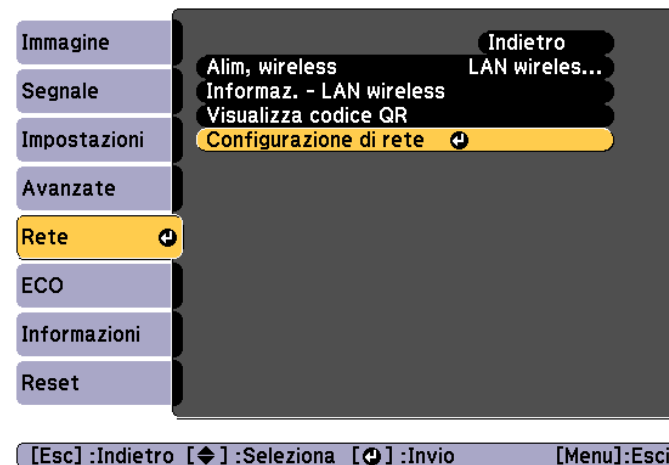 Immagine
Segnale
Impostazioni
Avanzate
Rete
ECO
Informazioni
Reset
Indietro
Alim, wireless LAN wireles...
Informaz. - LAN wireless
Visualizza codice QR
Configurazione di rete
[Esc] :Indietro [◆] :Seleziona [↵] :Invio [Menu]:Esci